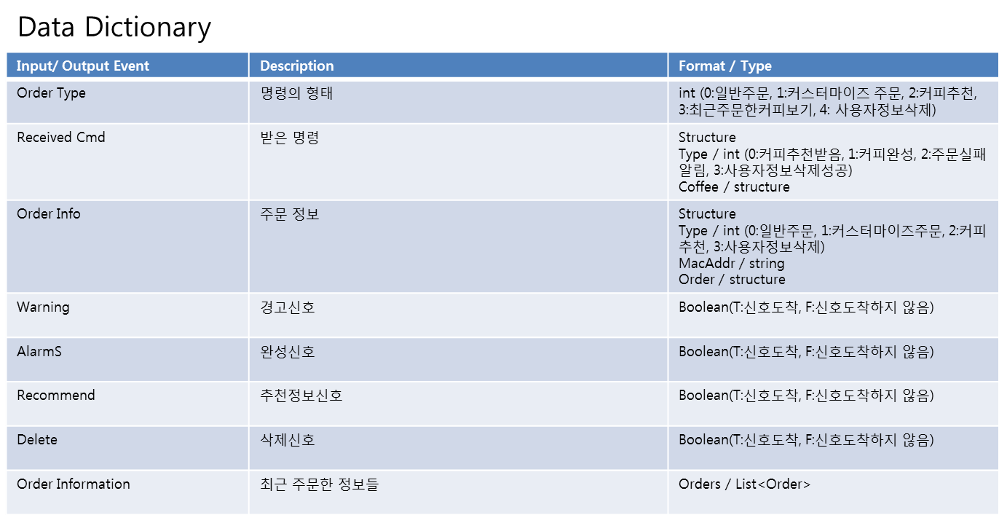 Data Dictionary
Input/ Output Event
Description
Format / Type
Order Type
명령의 형태
int (0:일반주문, 1:커스터마이즈 주문, 2:커피추천,
3:최근주문한커피보기, 4: 사용자정보삭제)
Received Cmd
받은 명령
Structure
Type / int (0:커피추천받음, 1:커피완성, 2:주문실패
알림, 3:사용자정보삭제성공)
Coffee / structure
Order Info
주문 정보
Structure
Type / int (0:일반주문, 1:커스터마이즈주문, 2:커피
추천, 3:사용자정보삭제)
MacAddr / string
Order / structure
Warning
경고신호
Boolean(T:신호도착, F:신호도착하지 않음)
AlarmS
완성신호
Boolean(T:신호도착, F:신호도착하지 않음)
Recommend
추천정보신호
Boolean(T:신호도착, F:신호도착하지 않음)
Delete
삭제신호
Boolean(T:신호도착, F:신호도착하지 않음)
Order Information
최근 주문한 정보들
Orders / List<Order>